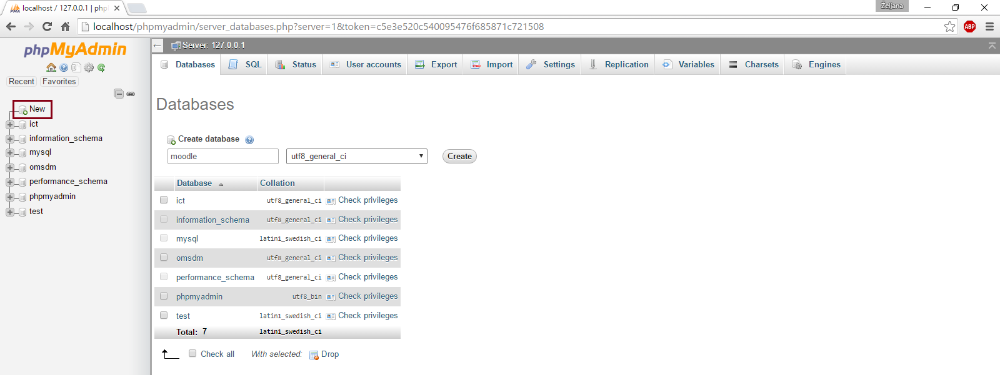 localhost / 127.0.0.1 | php
Željana
localhost/phpmyadmin/server_databases.php?server=1&token=c5e3e520c540095476f685871c721508
ABP
phpMyAdmin
Recent Favorites
New
ict
information_schema
mysql
omsdm
performance_schema
phpmyadmin
test
Server: 127.0.0.1
Databases SQL Status User accounts Export Import Settings Replication Variables Charsets Engines
Databases
Create database
moodle utf8_general_ci Create
Database Collation
ict utf8_general_ci Check privileges
information_schema utf8_general_ci Check privileges
mysql latin1_swedish_ci Check privileges
omsdm utf8_general_ci Check privileges
performance_schema utf8_general_ci Check privileges
phpmyadmin utf8_bin Check privileges
test latin1_swedish_ci Check privileges
Total: 7 latin1_swedish_ci
Check all With selected: Drop